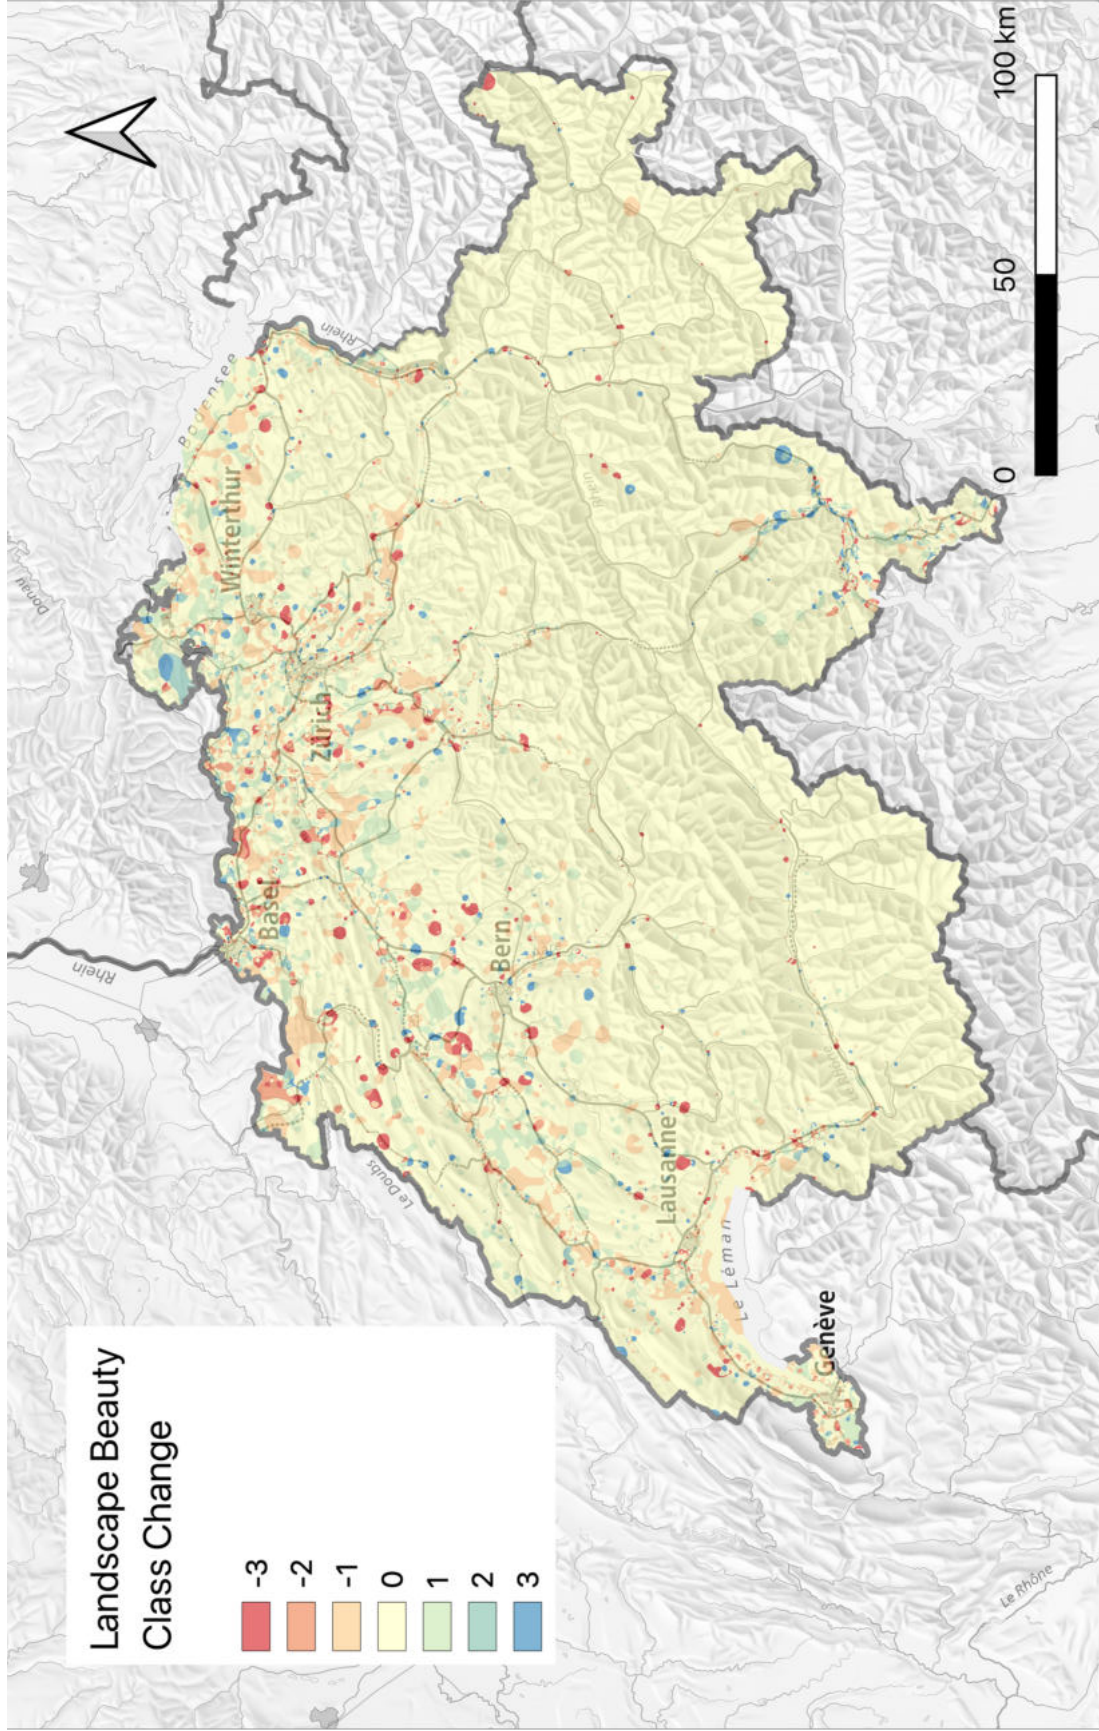 Landscape Beauty
Class Change
-3
-2
-1
0
1
2
3
Donau
Rhein
Bodensee
Winterthur
Zürich
Basel
Rhein
Rhein
Bern
Le Doubs
Lausanne
Le Léman
Genève
Le Rhône
0
50
100 km